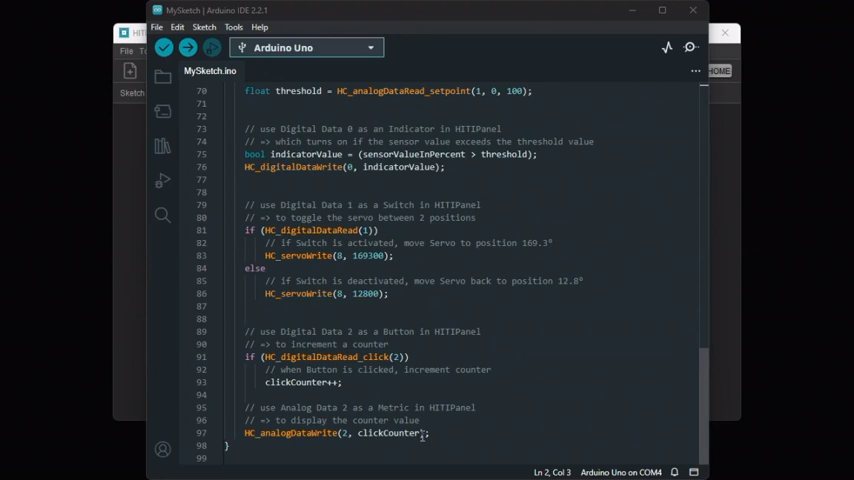 MySketch | Arduino IDE 2.2.1
HITI
File Edit Sketch Tools Help
File
Arduino Uno
HOME
MySketch.ino
Sketch
70 float threshold = HC_analogDataRead_setpoint(1, 0, 100);
71
72
73 // use Digital Data 0 as an Indicator in HITIPanel
74 // => which turns on if the sensor value exceeds the threshold value
75 bool indicatorValue = (sensorValueInPercent > threshold);
76 HC_digitalDataWrite(0, indicatorValue);
77
78
79 // use Digital Data 1 as a Switch in HITIPanel
80 // => to toggle the servo between 2 positions
81 if (HC_digitalDataRead(1))
82 // if Switch is activated, move Servo to position 169.3°
83 HC_servoWrite(8, 169300);
84 else
85 // if Switch is deactivated, move Servo back to position 12.8°
86 HC_servoWrite(8, 12800);
87
88
89 // use Digital Data 2 as a Button in HITIPanel
90 // => to increment a counter
91 if (HC_digitalDataRead_click(2))
92 // when Button is clicked, increment counter
93 clickCounter++;
94
95 // use Analog Data 2 as a Metric in HITIPanel
96 // => to display the counter value
97 HC_analogDataWrite(2, clickCounter);
98 }
99
Ln 2, Col 3 Arduino Uno on COM4